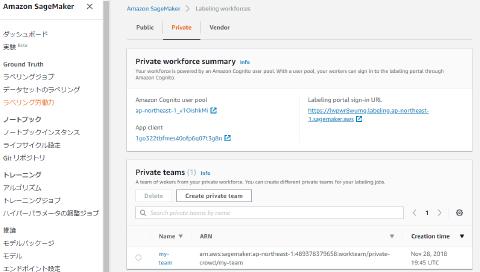 Amazon SageMaker
ダッシュボード
実験 Beta
Ground Truth
ラベリングジョブ
データセットのラベリング
ラベリング労働力
ノートブック
ノートブックインスタンス
ライフサイクル設定
Git リポジトリ
トレーニング
アルゴリズム
トレーニングジョブ
ハイパーパラメータの調整ジョブ
推論
モデルパッケージ
モデル
エンドポイント設定
Amazon SageMaker > Labeling workforces
Public Private Vendor
Private workforce summary Info
Your workforce is powered by an Amazon Cognito user pool. With a user pool, your workers can sign in to the labeling portal through
Amazon Cognito.
Amazon Cognito user pool
ap-northeast-1_v1OishkMi
App client
Labeling portal sign-in URL
Private teams (1) Info
A team of workers from your private workforce. You can create different private teams for your labeling jobs.
Delete Create private team
Search private teams by name
1
Name ARN Creation time
my-team
arn:aws:sagemaker:ap-northeast-1:489378379658:workteam/private-
crowd/my-team
Nov 28, 2018
19:45 UTC